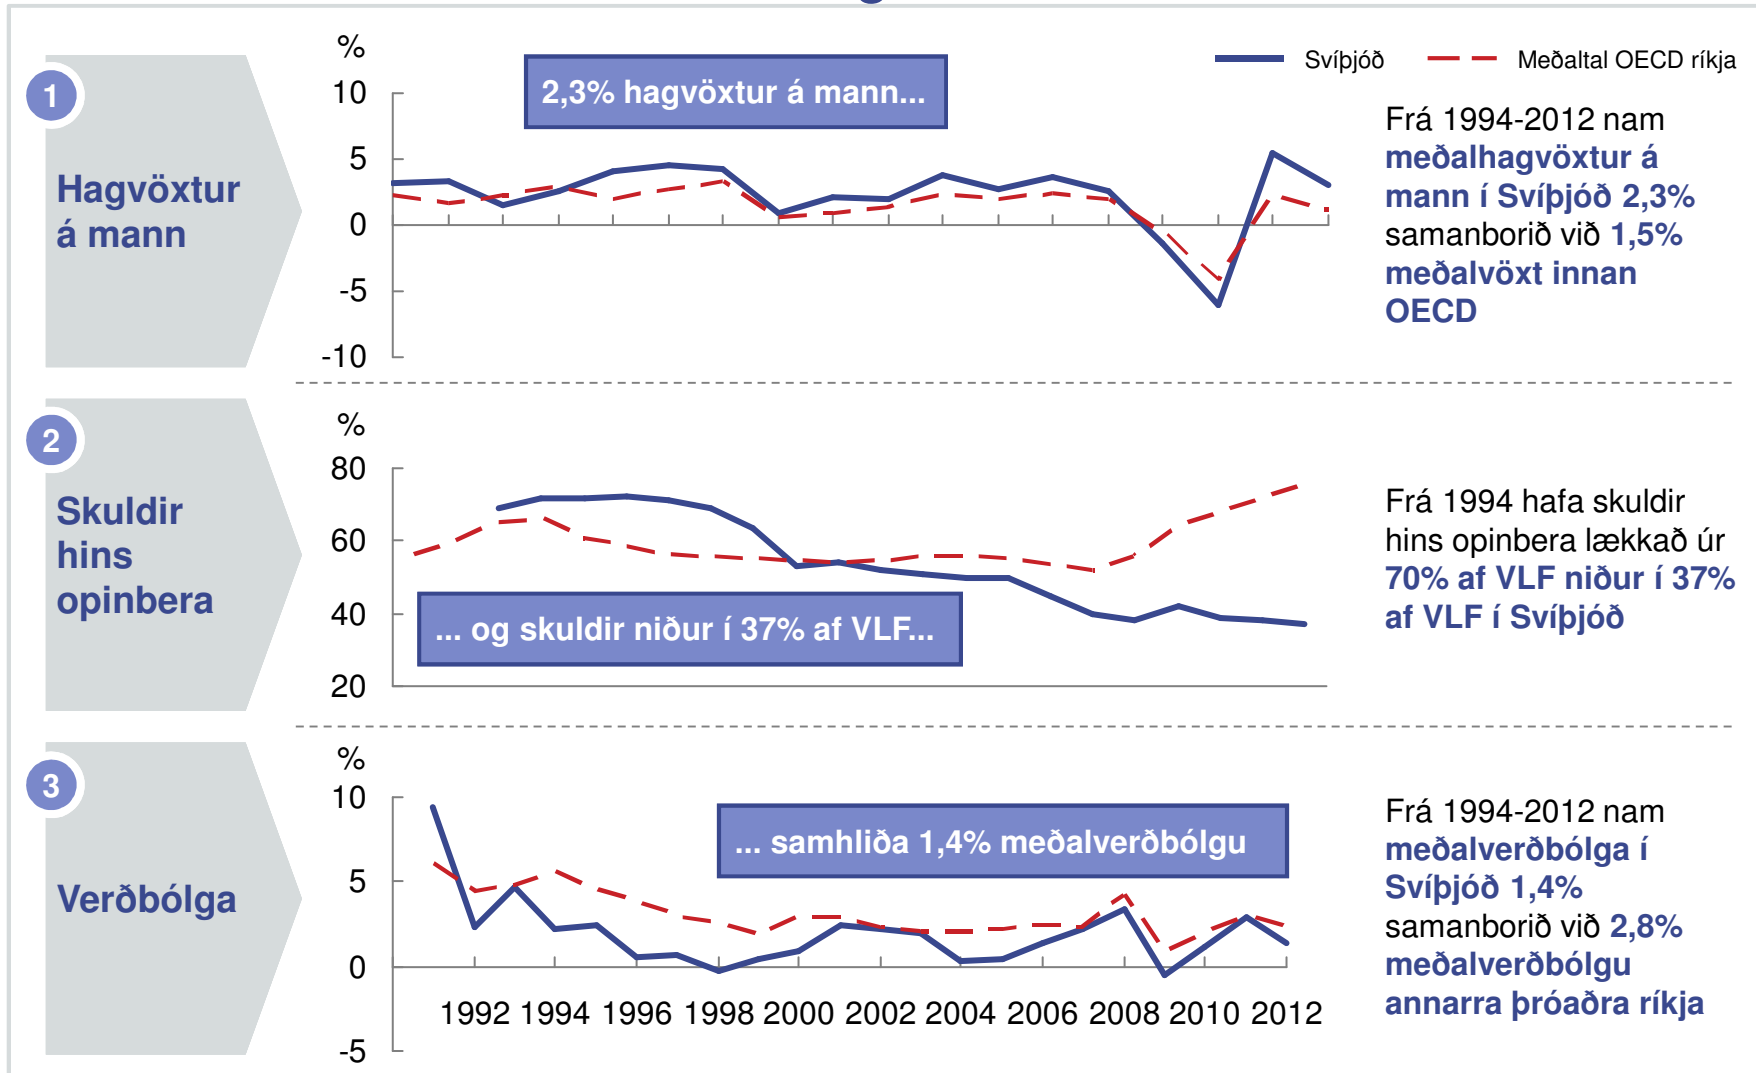 %
Svíþjóð
Meðaltal OECD ríkja
1
Hagvöxtur
á mann
10
5
0
-5
-10
2,3% hagvöxtur á mann...
Frá 1994-2012 nam
meðalhagvöxtur á
mann í Svíþjóð 2,3%
samanborið við 1,5%
meðalvöxt innan
OECD
2
Skuldir
hins
opinbera
%
80
60
40
20
... og skuldir niður í 37% af VLF...
Frá 1994 hafa skuldir
hins opinbera lækkað úr
70% af VLF niður í 37%
af VLF í Svíþjóð
3
Verðbólga
%
10
5
0
-5
... samhliða 1,4% meðalverðbólgu
1992 1994 1996 1998 2000 2002 2004 2006 2008 2010 2012
Frá 1994-2012 nam
meðalverðbólga í
Svíþjóð 1,4%
samanborið við 2,8%
meðalverðbólgu
annarra þróaðra ríkja